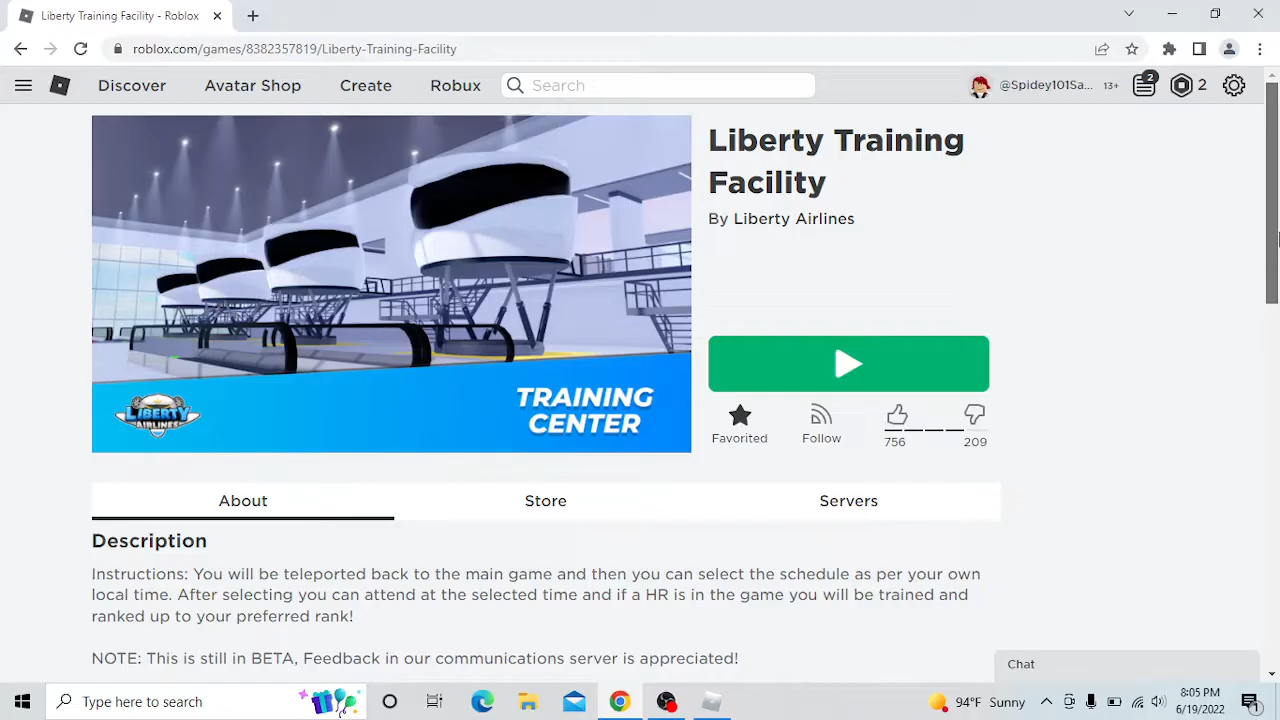 Liberty Training Facility - Roblox
roblox.com/games/8382357819/Liberty-Training-Facility
Discover
Avatar Shop
Create
Robux
Search
@Spidey101Sa...
13+
2
2
LIBERTY
AIRLINES
TRAINING
CENTER
Liberty Training
Facility
By Liberty Airlines
Favorited
Follow
756
209
About
Store
Servers
Description
Instructions: You will be teleported back to the main game and then you can select the schedule as per your own
local time. After selecting you can attend at the selected time and if a HR is in the game you will be trained and
ranked up to your preferred rank!
NOTE: This is still in BETA, Feedback in our communications server is appreciated!
Chat
Type here to search
94°F Sunny
8:05 PM
6/19/2022
1